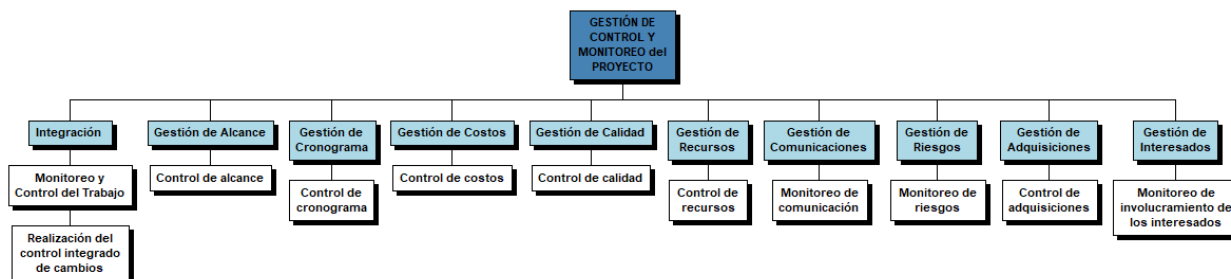 GESTIÓN DE
CONTROL Y
MONITOREO del
PROYECTO
Integración
Gestión de Alcance
Gestión de
Cronograma
Gestión de Costos
Gestión de Calidad
Gestión de
Recursos
Gestión de
Comunicaciones
Gestión de
Riesgos
Gestión de
Adquisiciones
Gestión de
Interesados
Monitoreo y
Control del Trabajo
Control de alcance
Control de
cronograma
Control de costos
Control de calidad
Control de
recursos
Monitoreo de
comunicación
Monitoreo de
riesgos
Control de
adquisiciones
Monitoreo de
involucramiento de
los interesados
Realización del
control integrado
de cambios